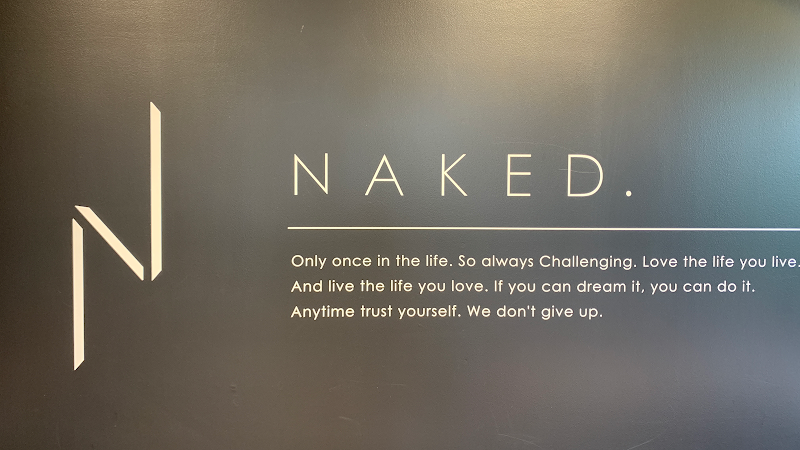 NAKED.
Only once in the life. So always Challenging. Love the life you live.
And live the life you love. If you can dream it, you can do it.
Anytime trust yourself. We don't give up.